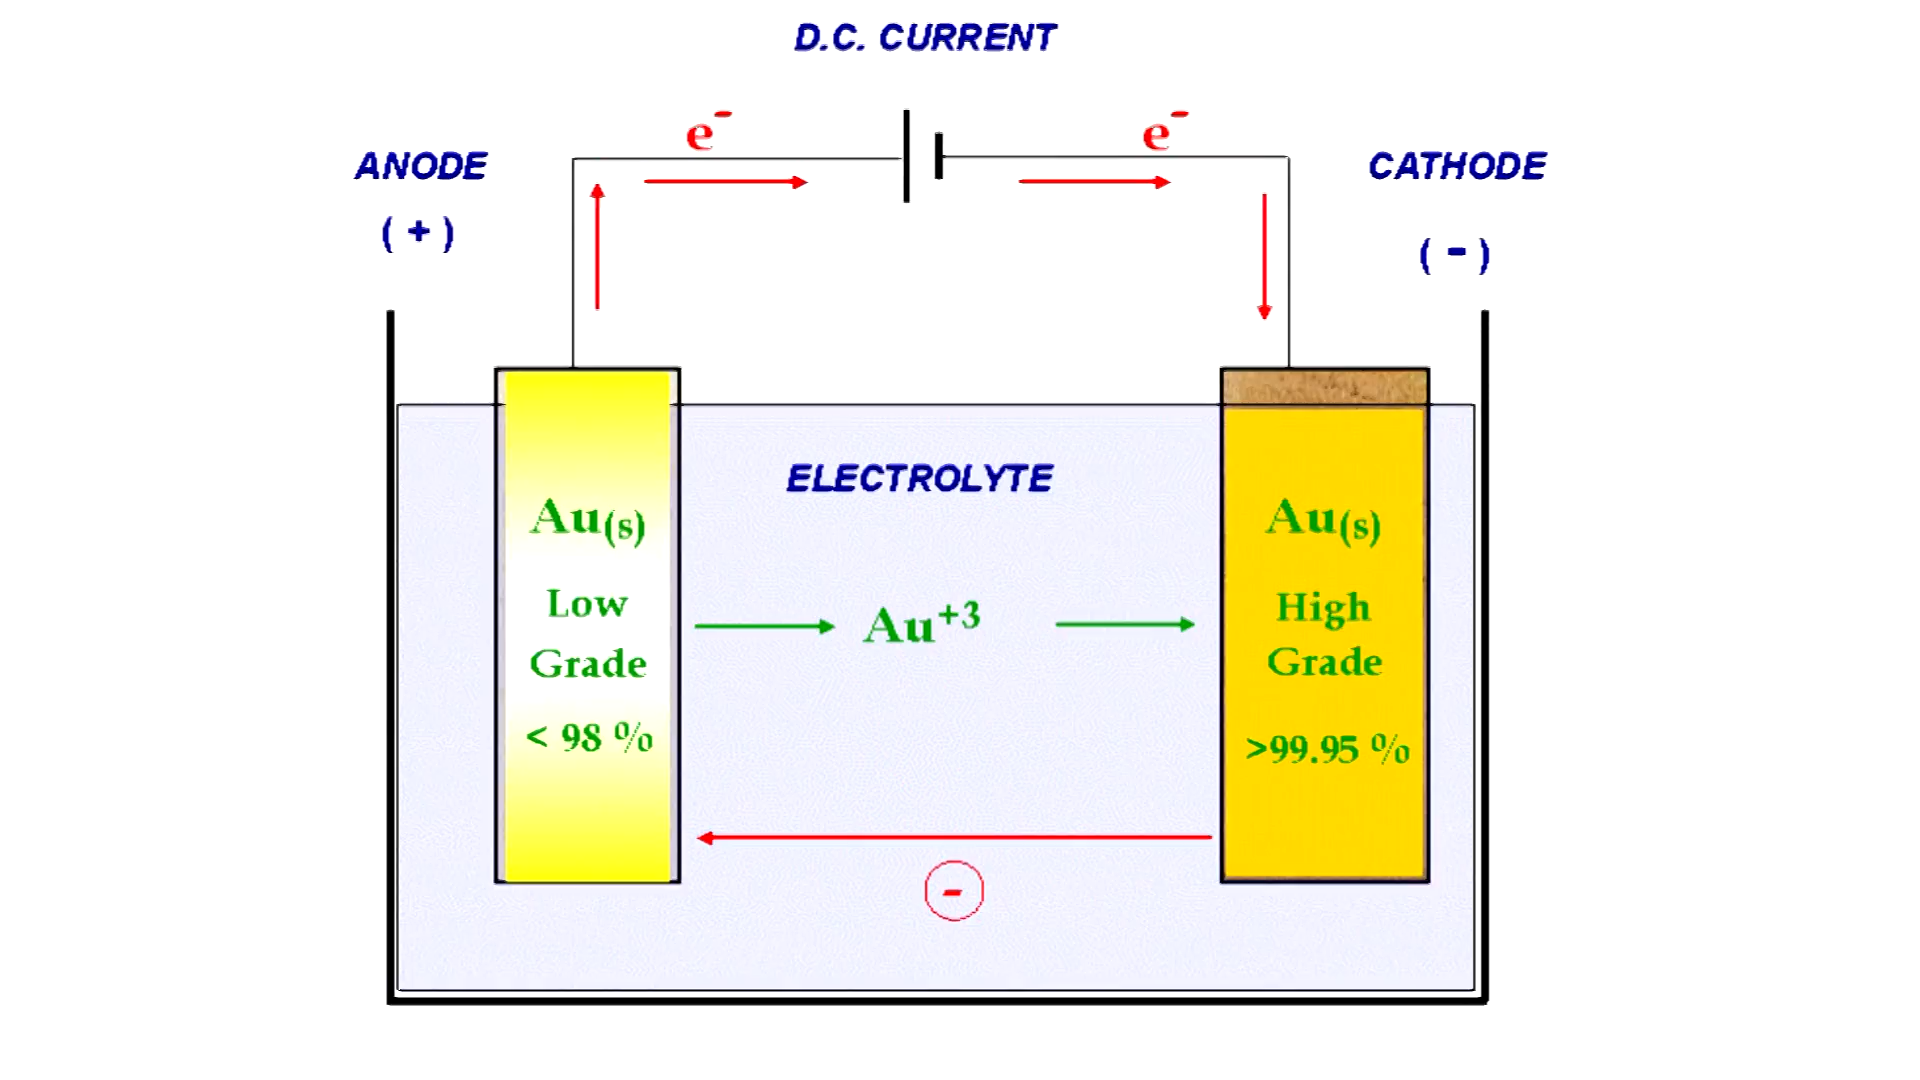 D.C. CURRENT
e⁻ e⁻
ANODE CATHODE
( + ) ( - )
ELECTROLYTE
Au(s) Au(s)
Low High
Grade Grade
Au⁺³
< 98 % >99.95 %
-